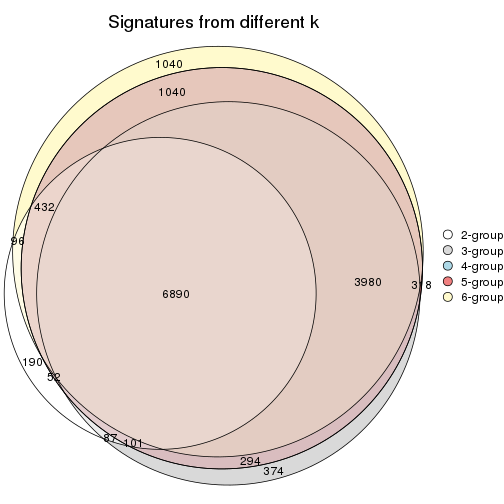 Signatures from different k
1040
1040
432
96
6890
3980
318
190
52
87
101
294
374
2-group
3-group
4-group
5-group
6-group